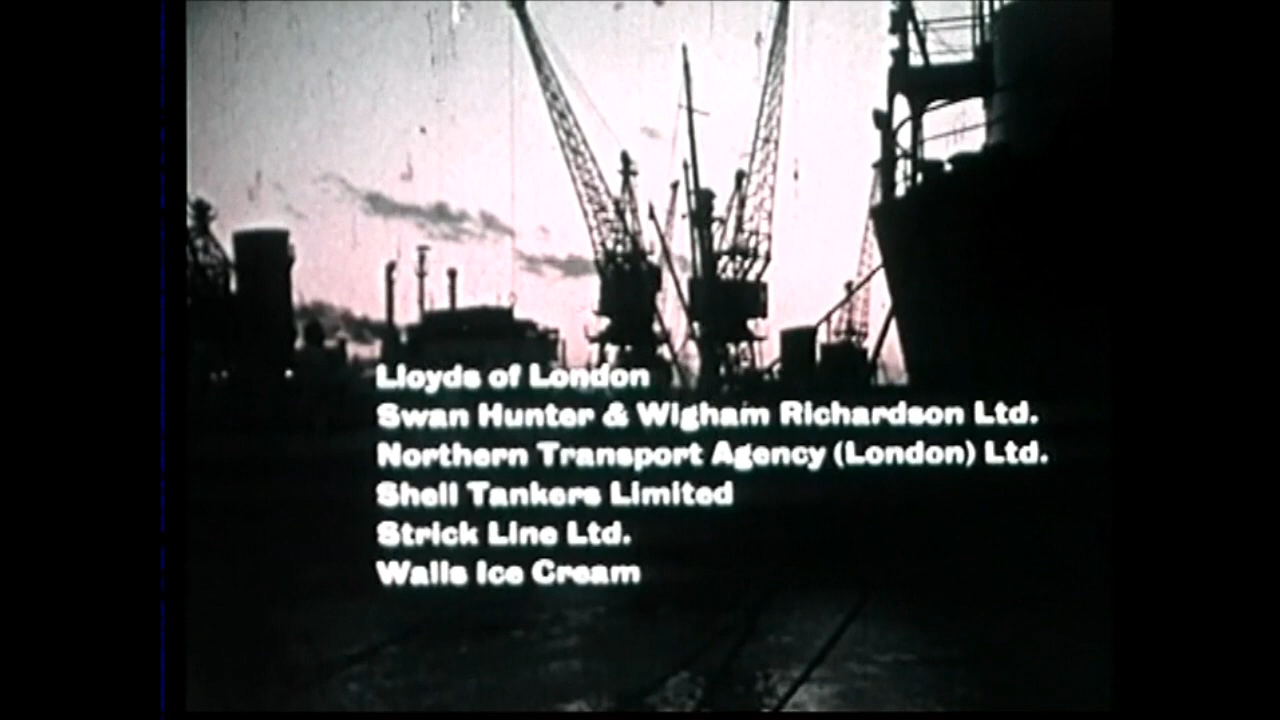 Lloyds of London
Swan Hunter & Wigham Richardson Ltd.
Northern Transport Agency (London) Ltd.
Shell Tankers Limited
Strick Line Ltd.
Walls Ice Cream